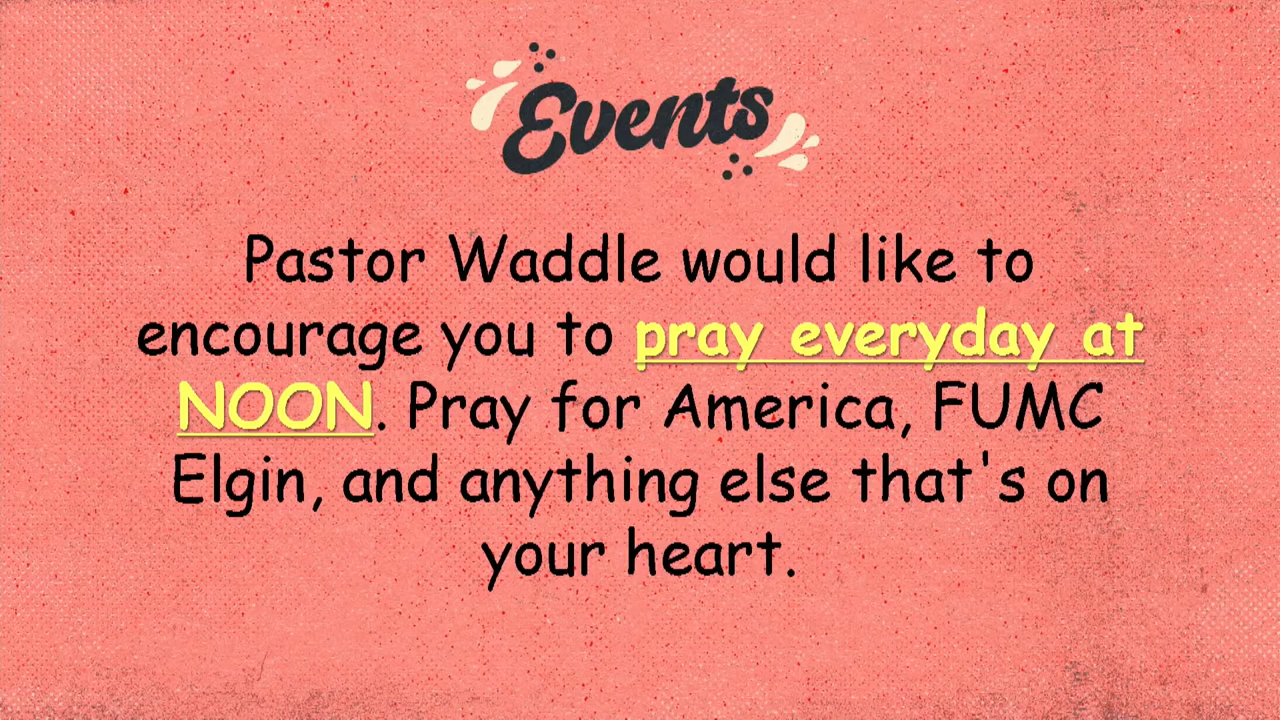 Events
Pastor Waddle would like to
encourage you to pray everyday at
NOON. Pray for America, FUMC
Elgin, and anything else that's on
your heart.